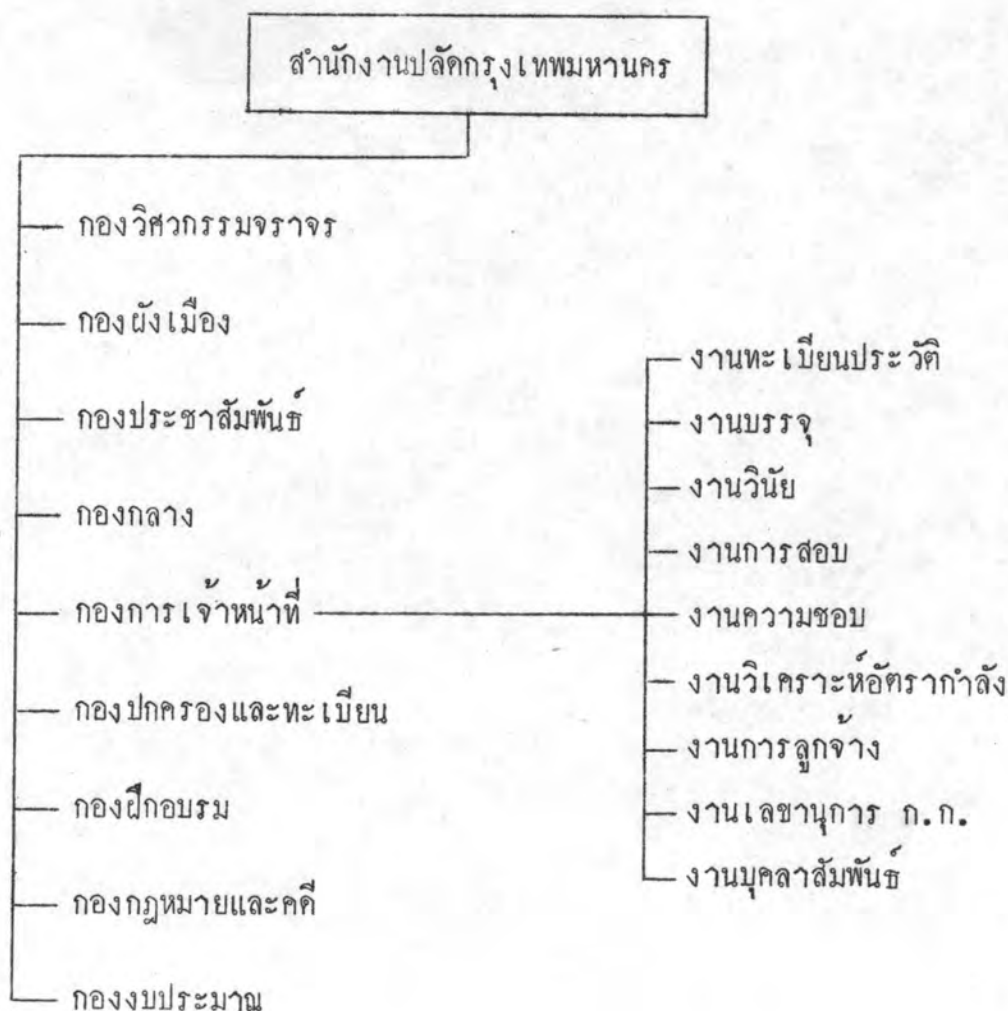 สำนักงานปลัดกรุงเทพมหานคร
กองวิศวกรรมจราจร
กองผังเมือง
กองประชาสัมพันธ์
กองกลาง
กองการเจ้าหน้าที่
กองปกครองและทะเบียน
กองฝึกอบรม
กองกฎหมายและคดี
กองงบประมาณ
งานทะเบียนประวัติ
งานบรรจุ
งานวินัย
งานการสอบ
งานความชอบ
งานวิเคราะห์อัตรากำลัง
งานการลูกจ้าง
งานเลขานุการ ก.ก.
งานบุคลาสัมพันธ์